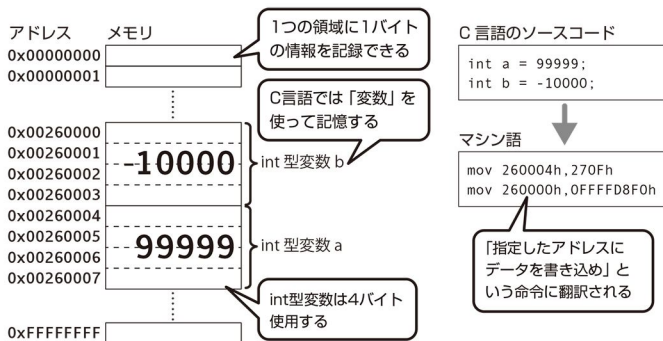 アドレス メモリ
0x00000000
0x00000001
1つの領域に1バイト
の情報を記録できる
C言語では「変数」を
使って記憶する
0x00260000
0x00260001
0x00260002
0x00260003
-10000
int 型変数 b
0x00260004
0x00260005
0x00260006
0x00260007
99999
int 型変数 a
int型変数は4バイト
使用する
0xFFFFFFFF
C 言語のソースコード
int a = 99999;
int b = -10000;
マシン語
mov 260004h,270Fh
mov 260000h,0FFFFD8F0h
「指定したアドレスに
データを書き込め」と
いう命令に翻訳される